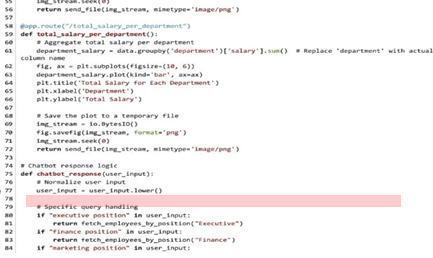 55 img_stream.seek(0)
56 return send_file(img_stream, mimetype='image/png')
57
58 @app.route("/total_salary_per_department")
59 def total_salary_per_department():
60 # Aggregate total salary per department
61 department_salary = data.groupby('department')['salary'].sum() # Replace 'department' with actual
column name
62 fig, ax = plt.subplots(figsize=(10, 6))
63 department_salary.plot(kind='bar', ax=ax)
64 plt.title('Total Salary for Each Department')
65 plt.xlabel('Department')
66 plt.ylabel('Total Salary')
67
68 # Save the plot to a temporary file
69 img_stream = io.BytesIO()
70 fig.savefig(img_stream, format='png')
71 img_stream.seek(0)
72 return send_file(img_stream, mimetype='image/png')
73
74 # Chatbot response logic
75 def chatbot_response(user_input):
76 # Normalize user input
77 user_input = user_input.lower()
78
79 # Specific query handling
80 if "executive position" in user_input:
81 return fetch_employees_by_position("Executive")
82 if "finance position" in user_input:
83 return fetch_employees_by_position("Finance")
84 if "marketing position" in user_input: